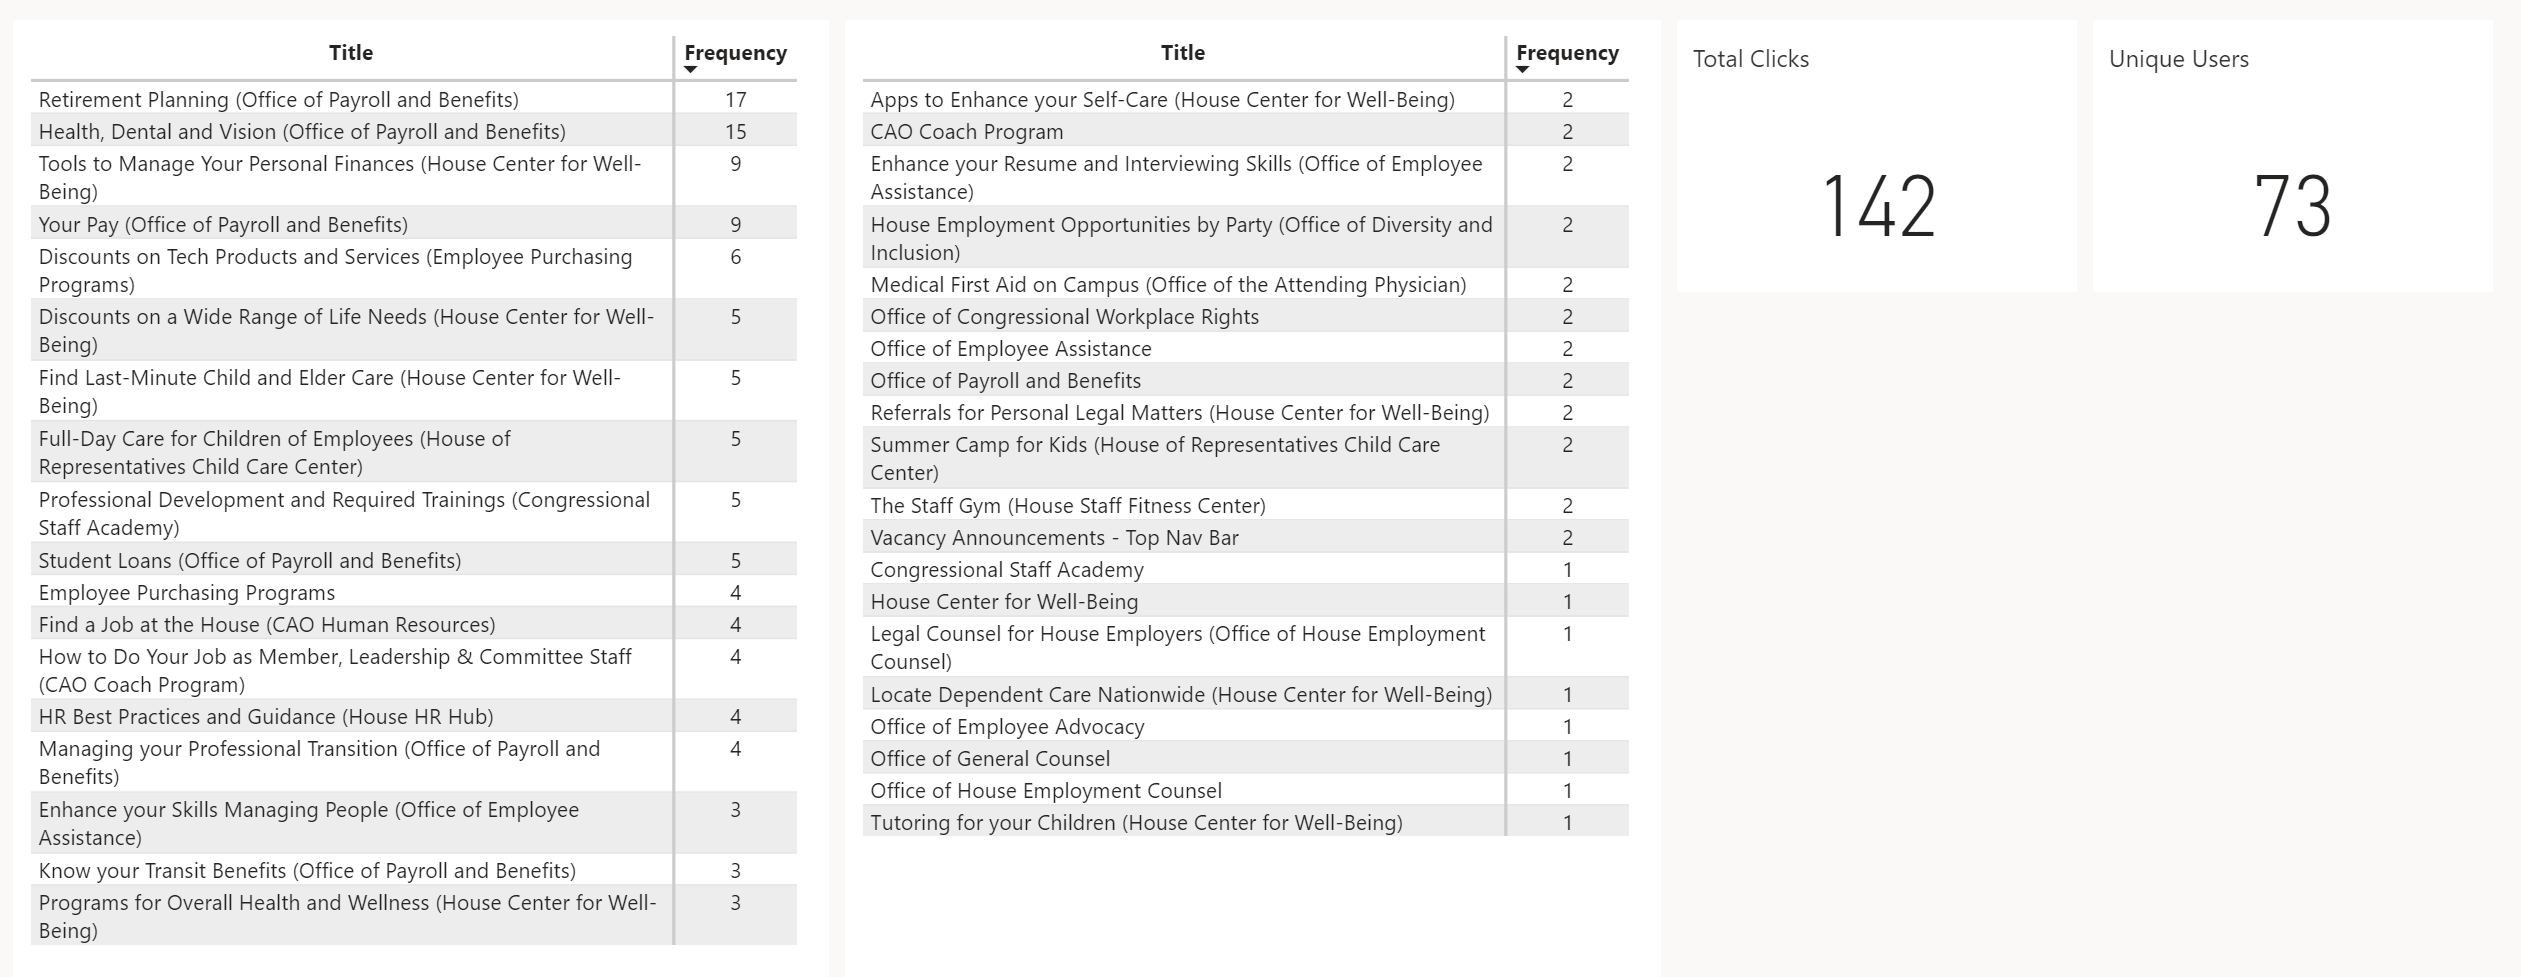 Title Frequency
Retirement Planning (Office of Payroll and Benefits) 17
Health, Dental and Vision (Office of Payroll and Benefits) 15
Tools to Manage Your Personal Finances (House Center for Well- 9
Being)
Your Pay (Office of Payroll and Benefits) 9
Discounts on Tech Products and Services (Employee Purchasing 6
Programs)
Discounts on a Wide Range of Life Needs (House Center for Well- 5
Being)
Find Last-Minute Child and Elder Care (House Center for Well- 5
Being)
Full-Day Care for Children of Employees (House of 5
Representatives Child Care Center)
Professional Development and Required Trainings (Congressional 5
Staff Academy)
Student Loans (Office of Payroll and Benefits) 5
Employee Purchasing Programs 4
Find a Job at the House (CAO Human Resources) 4
How to Do Your Job as Member, Leadership & Committee Staff 4
(CAO Coach Program)
HR Best Practices and Guidance (House HR Hub) 4
Managing your Professional Transition (Office of Payroll and 4
Benefits)
Enhance your Skills Managing People (Office of Employee 3
Assistance)
Know your Transit Benefits (Office of Payroll and Benefits) 3
Programs for Overall Health and Wellness (House Center for Well- 3
Being)
Title Frequency
Apps to Enhance your Self-Care (House Center for Well-Being) 2
CAO Coach Program 2
Enhance your Resume and Interviewing Skills (Office of Employee 2
Assistance)
House Employment Opportunities by Party (Office of Diversity and 2
Inclusion)
Medical First Aid on Campus (Office of the Attending Physician) 2
Office of Congressional Workplace Rights 2
Office of Employee Assistance 2
Office of Payroll and Benefits 2
Referrals for Personal Legal Matters (House Center for Well-Being) 2
Summer Camp for Kids (House of Representatives Child Care 2
Center)
The Staff Gym (House Staff Fitness Center) 2
Vacancy Announcements - Top Nav Bar 2
Congressional Staff Academy 1
House Center for Well-Being 1
Legal Counsel for House Employers (Office of House Employment 1
Counsel)
Locate Dependent Care Nationwide (House Center for Well-Being) 1
Office of Employee Advocacy 1
Office of General Counsel 1
Office of House Employment Counsel 1
Tutoring for your Children (House Center for Well-Being) 1
Total Clicks
142
Unique Users
73